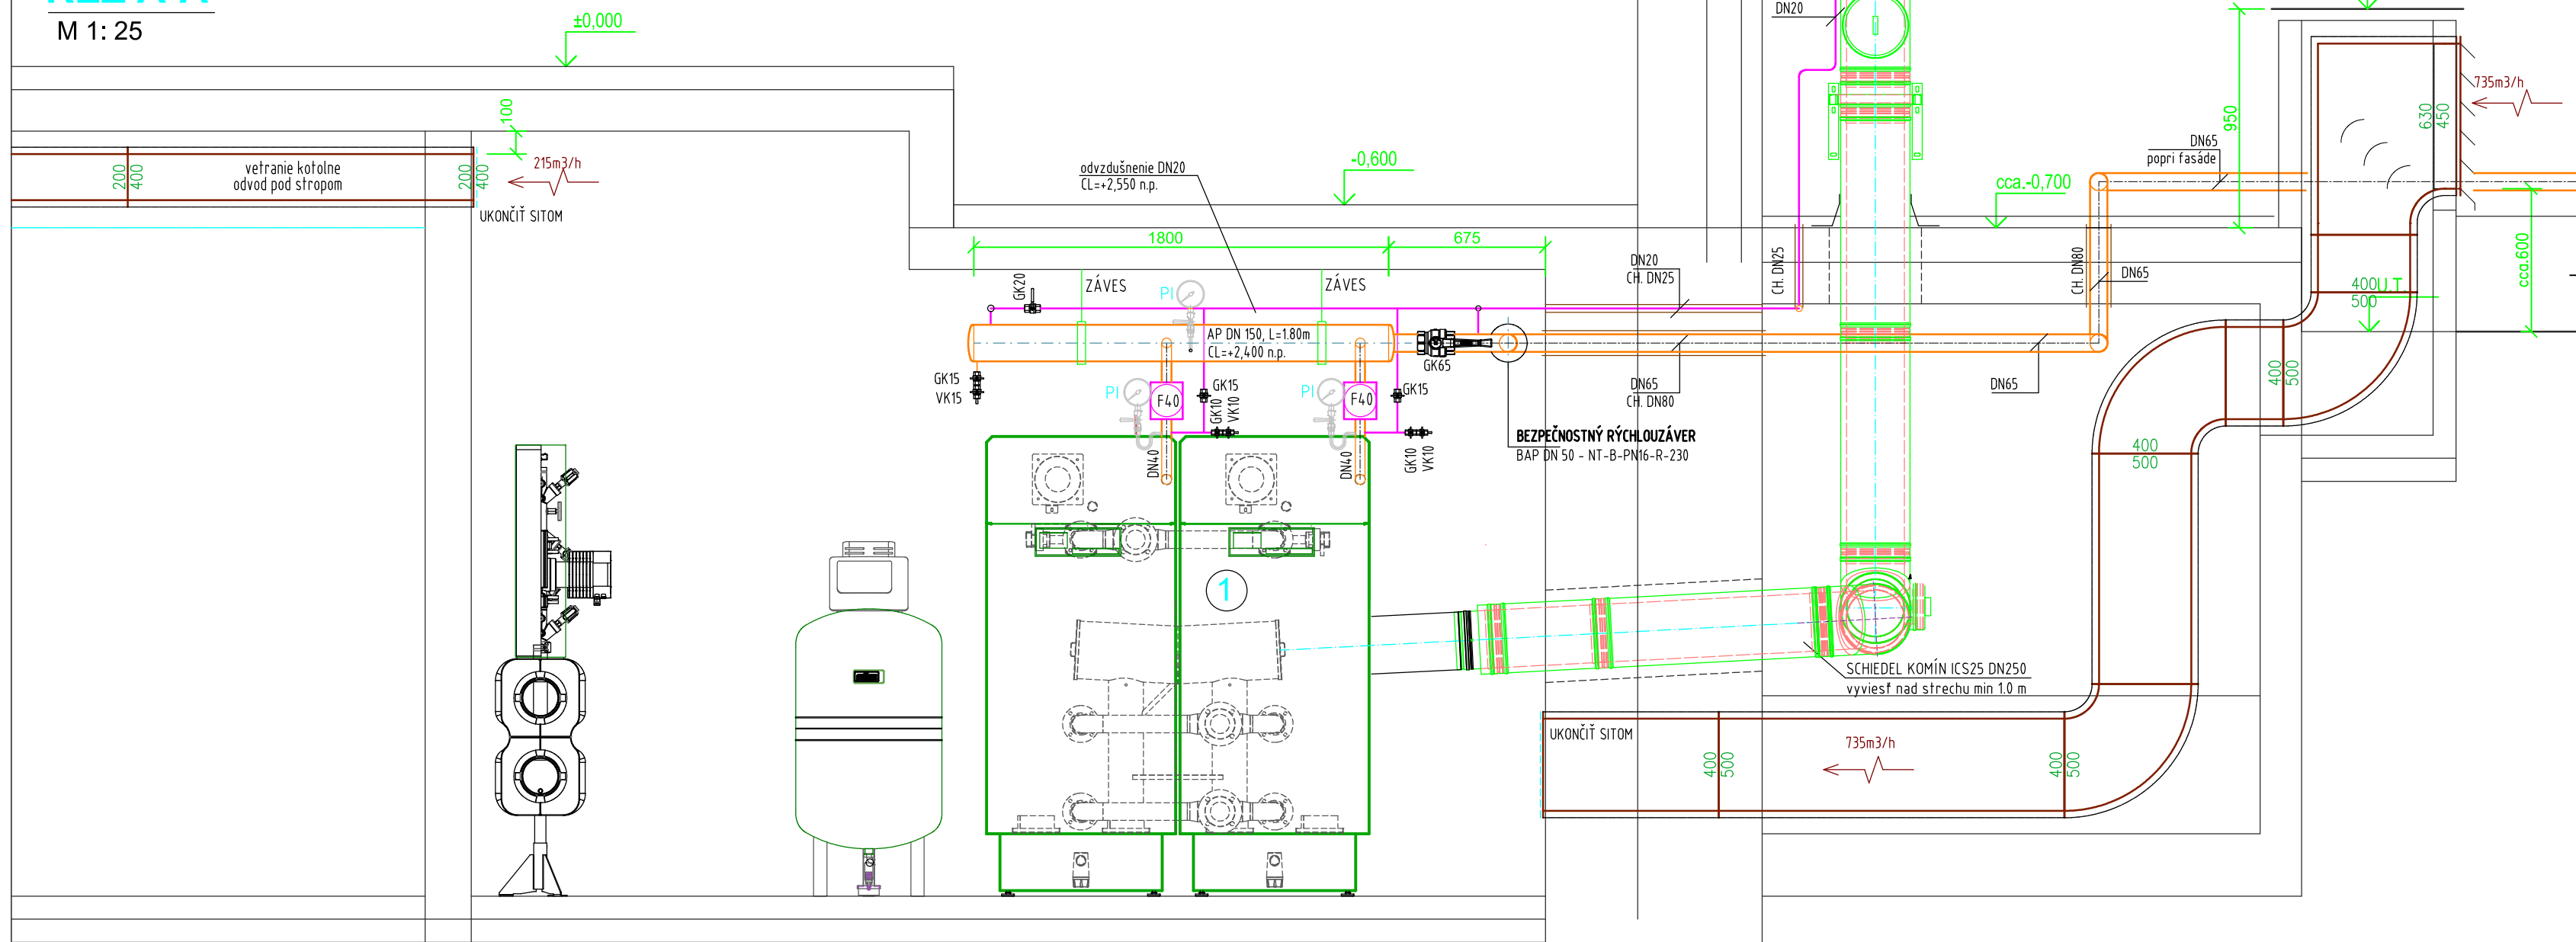 M 1: 25
±0,000
100
200
400
vetranie kotolne
odvod pod stropom
200
400
215m3/h
UKONČIŤ SITOM
odvzdušnenie DN20
CL=+2,550 n.p.
-0,600
1800
675
GK20
ZÁVES
PI
ZÁVES
AP DN 150, L=1.80m
CL=+2,400 n.p.
GK15
VK15
PI
F40
GK15
GK10
VK10
PI
F40
GK15
GK10
VK10
GK65
DN40
DN40
BEZPEČNOSTNÝ RÝCHLOUZÁVER
BAP DN 50 - NT-B-PN16-R-230
DN20
CH. DN25
DN65
CH. DN80
DN20
CH. DN25
cca.-0,700
DN65
popri fasáde
CH. DN80
DN65
DN65
950
630
450
735m3/h
cca.600
400
500
U.T.
400
500
400
500
1
SCHIEDEL KOMÍN ICS25 DN250
vyviesť nad strechu min 1.0 m
UKONČIŤ SITOM
400
500
735m3/h
400
500